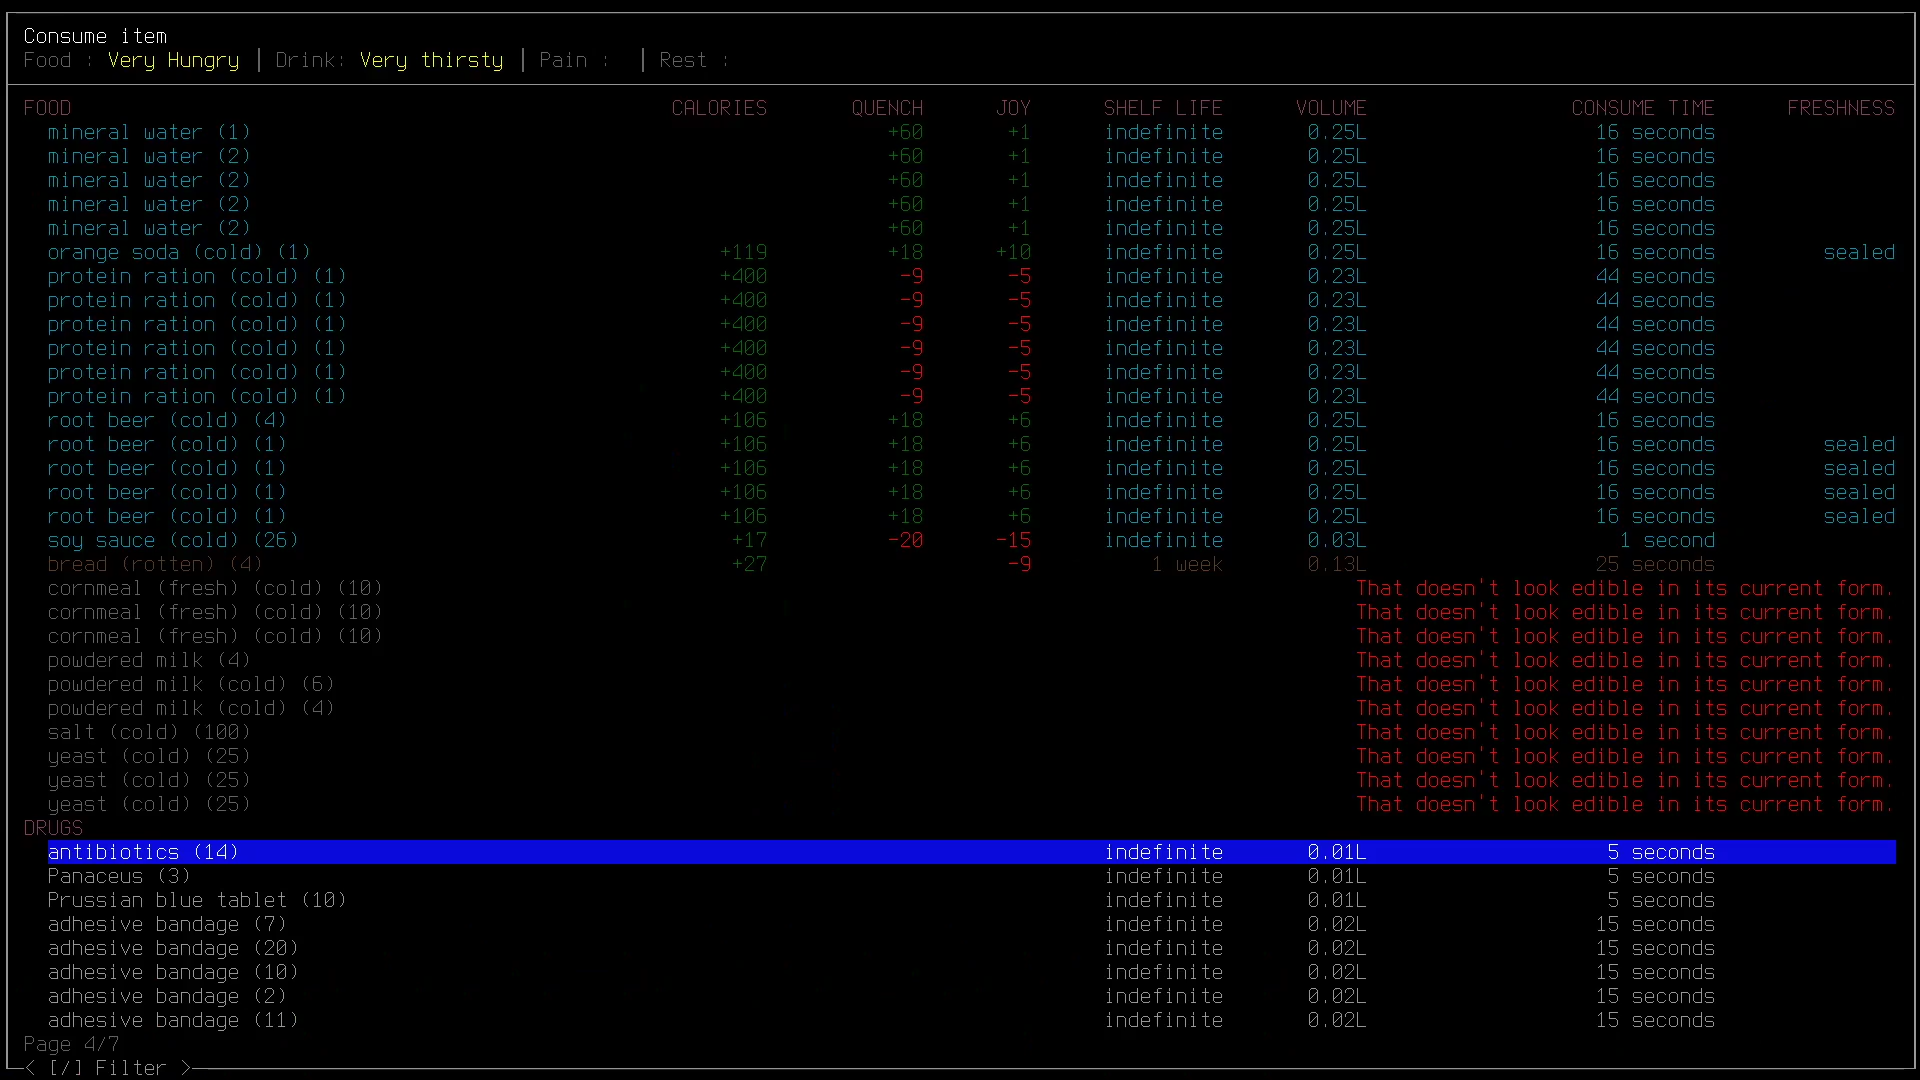 Consume item
Food : Very Hungry | Drink: Very thirsty | Pain : | Rest :
FOOD CALORIES QUENCH JOY SHELF LIFE VOLUME CONSUME TIME FRESHNESS
mineral water (1) +60 +1 indefinite 0.25L 16 seconds
mineral water (2) +60 +1 indefinite 0.25L 16 seconds
mineral water (2) +60 +1 indefinite 0.25L 16 seconds
mineral water (2) +60 +1 indefinite 0.25L 16 seconds
mineral water (2) +60 +1 indefinite 0.25L 16 seconds
orange soda (cold) (1) +119 +18 +10 indefinite 0.25L 16 seconds sealed
protein ration (cold) (1) +400 -9 -5 indefinite 0.23L 44 seconds
protein ration (cold) (1) +400 -9 -5 indefinite 0.23L 44 seconds
protein ration (cold) (1) +400 -9 -5 indefinite 0.23L 44 seconds
protein ration (cold) (1) +400 -9 -5 indefinite 0.23L 44 seconds
protein ration (cold) (1) +400 -9 -5 indefinite 0.23L 44 seconds
protein ration (cold) (1) +400 -9 -5 indefinite 0.23L 44 seconds
root beer (cold) (4) +106 +18 +6 indefinite 0.25L 16 seconds
root beer (cold) (1) +106 +18 +6 indefinite 0.25L 16 seconds sealed
root beer (cold) (1) +106 +18 +6 indefinite 0.25L 16 seconds sealed
root beer (cold) (1) +106 +18 +6 indefinite 0.25L 16 seconds sealed
root beer (cold) (1) +106 +18 +6 indefinite 0.25L 16 seconds sealed
soy sauce (cold) (26) +17 -20 -15 indefinite 0.03L 1 second
bread (rotten) (4) +27 -9 1 week 0.13L 25 seconds
cornmeal (fresh) (cold) (10) That doesn't look edible in its current form.
cornmeal (fresh) (cold) (10) That doesn't look edible in its current form.
cornmeal (fresh) (cold) (10) That doesn't look edible in its current form.
powdered milk (4) That doesn't look edible in its current form.
powdered milk (cold) (6) That doesn't look edible in its current form.
powdered milk (cold) (4) That doesn't look edible in its current form.
salt (cold) (100) That doesn't look edible in its current form.
yeast (cold) (25) That doesn't look edible in its current form.
yeast (cold) (25) That doesn't look edible in its current form.
yeast (cold) (25) That doesn't look edible in its current form.
DRUGS
antibiotics (14) indefinite 0.01L 5 seconds
Panaceus (3) indefinite 0.01L 5 seconds
Prussian blue tablet (10) indefinite 0.01L 5 seconds
adhesive bandage (7) indefinite 0.02L 15 seconds
adhesive bandage (20) indefinite 0.02L 15 seconds
adhesive bandage (10) indefinite 0.02L 15 seconds
adhesive bandage (2) indefinite 0.02L 15 seconds
adhesive bandage (11) indefinite 0.02L 15 seconds
Page 4/7
< [/] Filter >